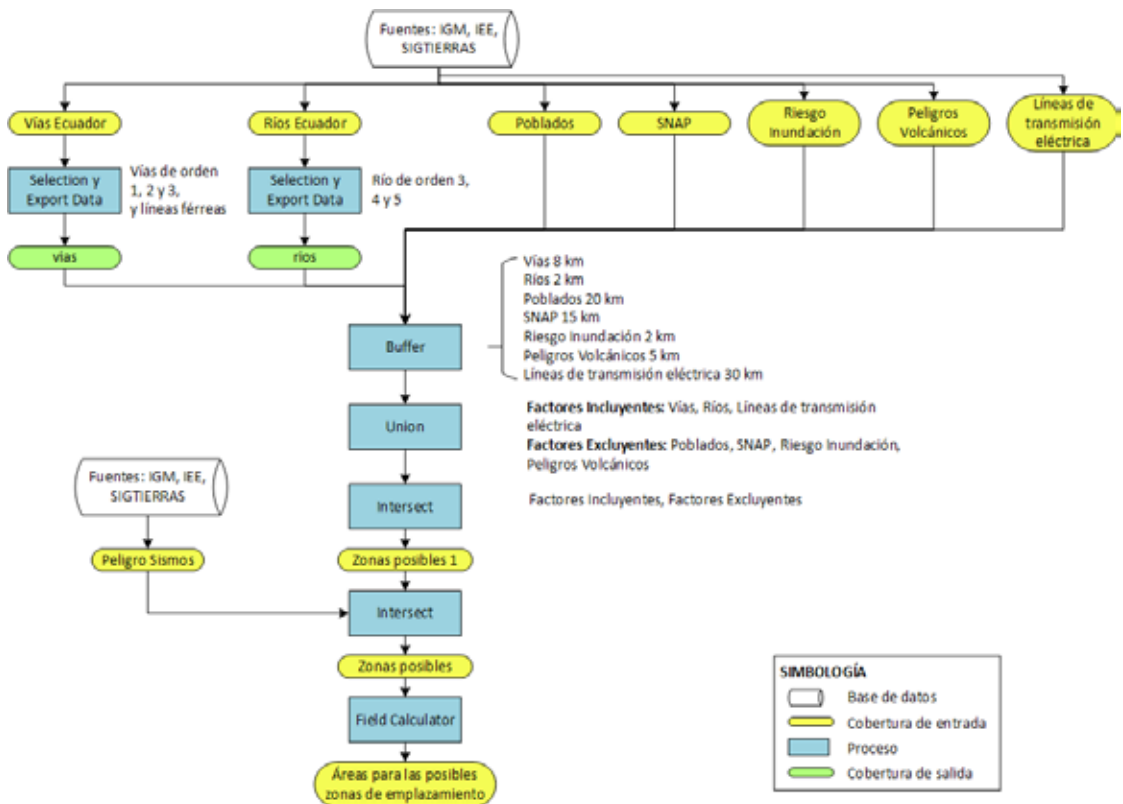 Fuentes: IGM, IEE,
SIGTIERRAS
Vías Ecuador
Ríos Ecuador
Poblados
SNAP
Riesgo
Inundación
Peligros
Volcánicos
Líneas de
transmisión
eléctrica
Selection y
Export Data
Vías de orden
1, 2 y 3,
y líneas férreas
Selection y
Export Data
Río de orden 3,
4 y 5
vías
ríos
Vías 8 km
Ríos 2 km
Poblados 20 km
SNAP 15 km
Riesgo Inundación 2 km
Peligros Volcánicos 5 km
Líneas de transmisión eléctrica 30 km
Buffer
Union
Factores Incluyentes: Vías, Ríos, Líneas de transmisión
eléctrica
Factores Excluyentes: Poblados, SNAP, Riesgo Inundación,
Peligros Volcánicos
Fuentes: IGM, IEE,
SIGTIERRAS
Intersect
Factores Incluyentes, Factores Excluyentes
Peligro Sismos
Zonas posibles 1
Intersect
Zonas posibles
Field Calculator
Áreas para las posibles
zonas de emplazamiento
SIMBOLOGÍA
Base de datos
Cobertura de entrada
Proceso
Cobertura de salida